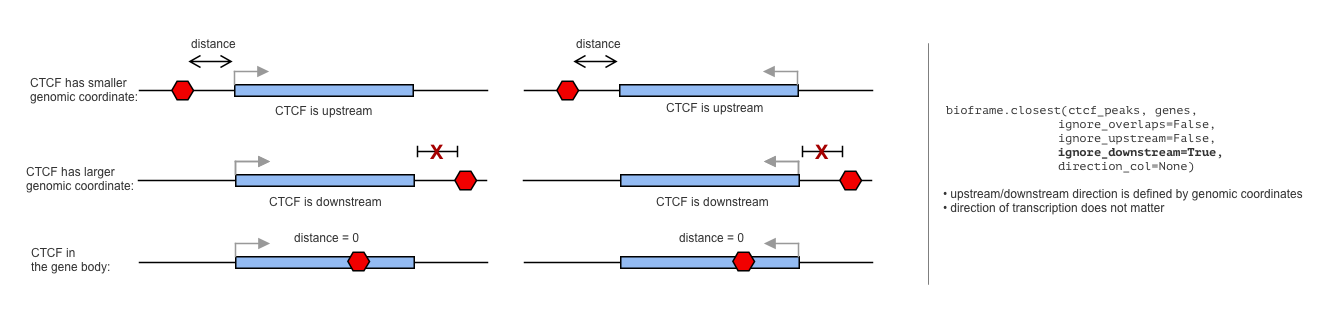 distance
distance
CTCF has smaller
genomic coordinate:
CTCF is upstream
CTCF is upstream
X
X
CTCF has larger
genomic coordinate:
CTCF is downstream
CTCF is downstream
CTCF in
the gene body:
distance = 0
distance = 0
bioframe.closest(ctcf_peaks, genes,
ignore_overlaps=False,
ignore_upstream=False,
ignore_downstream=True,
direction_col=None)
• upstream/downstream direction is defined by genomic coordinates
• direction of transcription does not matter